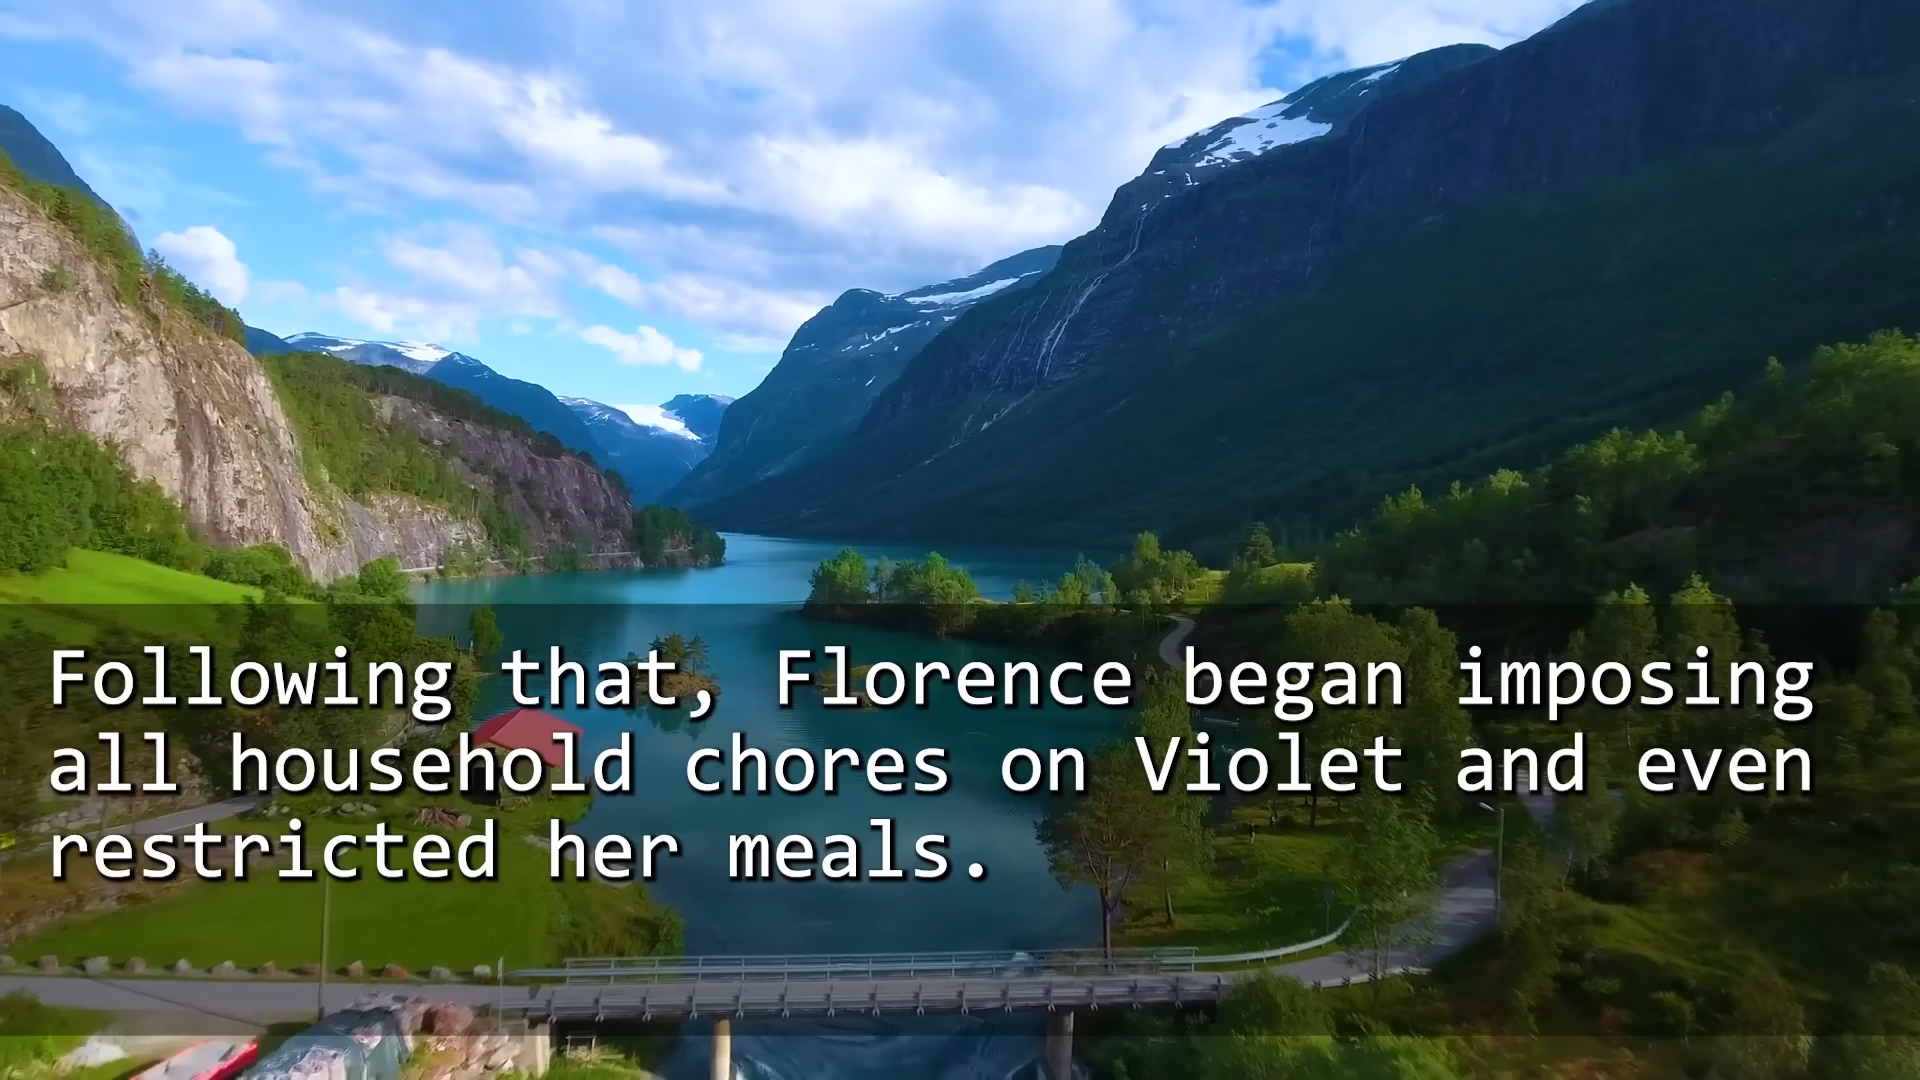 Following that, Florence began imposing
all household chores on Violet and even
restricted her meals.